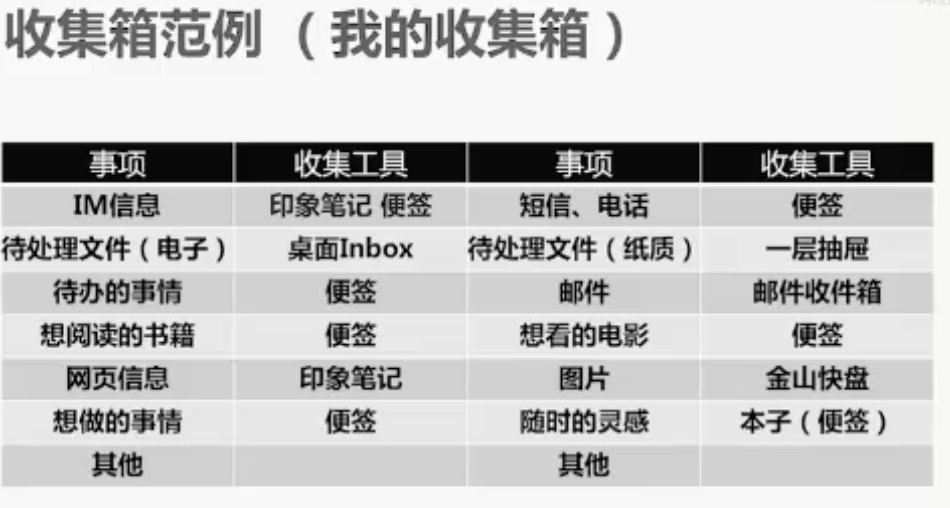 收集箱范例 （我的收集箱）
事项 收集工具 事项 收集工具
IM信息 印象笔记 便签 短信、电话 便签
待处理文件（电子） 桌面Inbox 待处理文件（纸质） 一层抽屉
待办的事情 便签 邮件 邮件收件箱
想阅读的书籍 便签 想看的电影 便签
网页信息 印象笔记 图片 金山快盘
想做的事情 便签 随时的灵感 本子（便签）
其他 其他